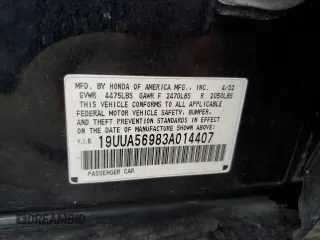 MFD. BY HONDA OF AMERICA MFG., INC. 4/02
GVWR 4475LBS GAWR F 2470LBS R 2050LBS
THIS VEHICLE CONFORMS TO ALL APPLICABLE
FEDERAL MOTOR VEHICLE SAFETY AND
THEFT PREVENTION STANDARDS IN EFFECT ON
THE DATE OF MANUFACTURE SHOWN ABOVE.
V.I.N. 19UUA56983A014407
PASSENGER CAR